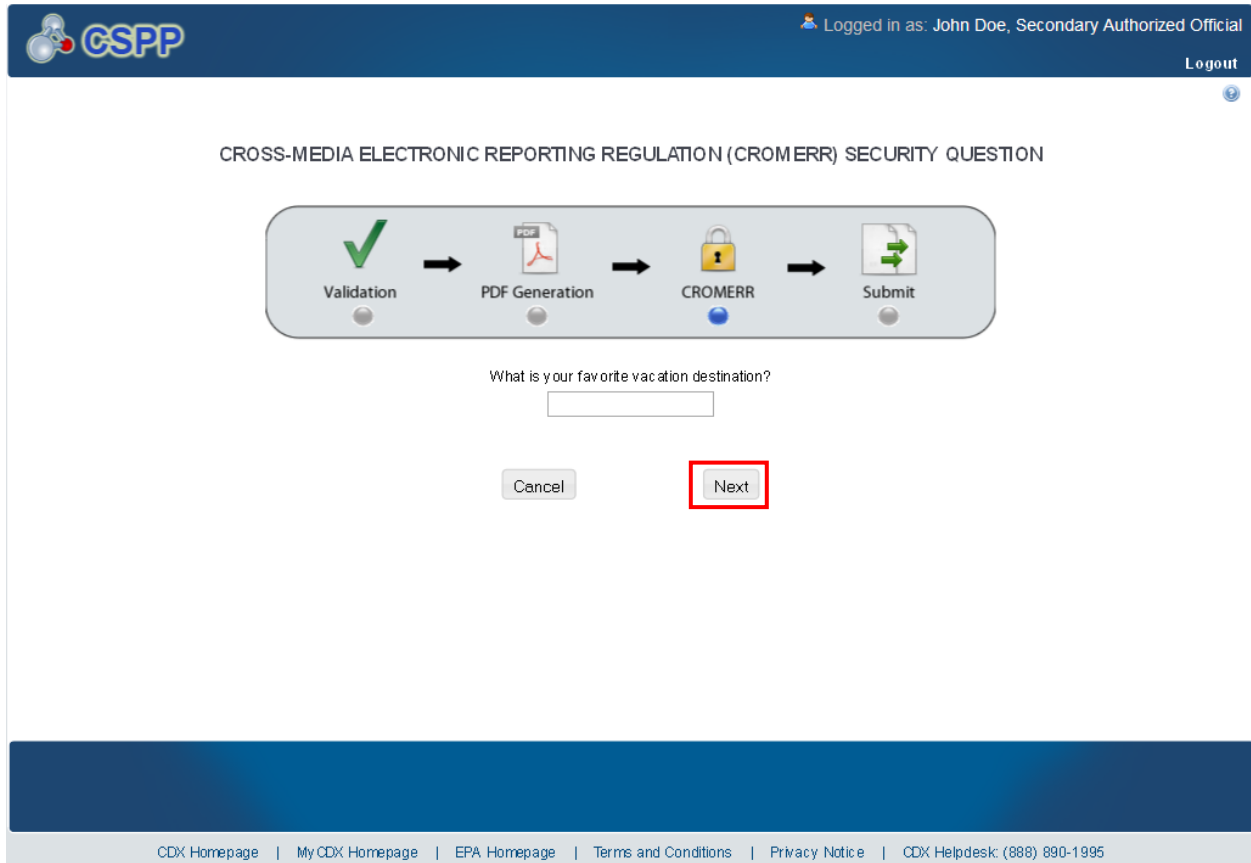 CSPP
Logged in as: John Doe, Secondary Authorized Official
Logout
CROSS-MEDIA ELECTRONIC REPORTING REGULATION (CROMERR) SECURITY QUESTION
PDF
Validation PDF Generation CROMERR Submit
What is your favorite vacation destination?
Cancel Next
CDX Homepage | MyCDX Homepage | EPA Homepage | Terms and Conditions | Privacy Notice | CDX Helpdesk: (888) 890-1995